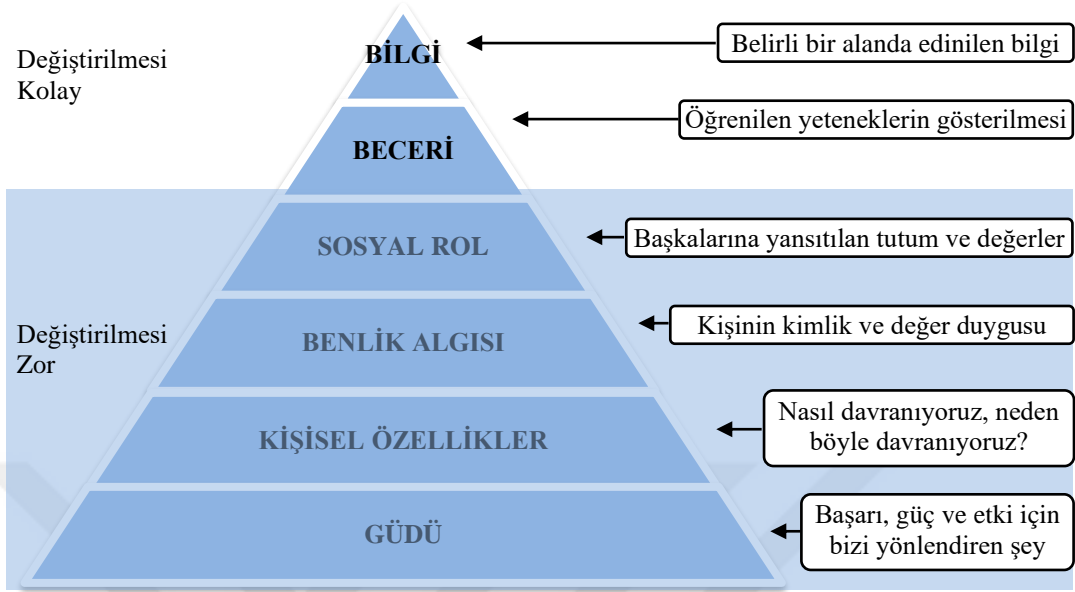 Değiştirilmesi
Kolay
BİLGİ
Belirli bir alanda edinilen bilgi
BECERİ
Öğrenilen yeteneklerin gösterilmesi
SOSYAL ROL
Başkalarına yansıtılan tutum ve değerler
Değiştirilmesi
Zor
BENLİK ALGISI
Kişinin kimlik ve değer duygusu
KİŞİSEL ÖZELLİKLER
Nasıl davranıyoruz, neden
böyle davranıyoruz?
GÜDÜ
Başarı, güç ve etki için
bizi yönlendiren şey